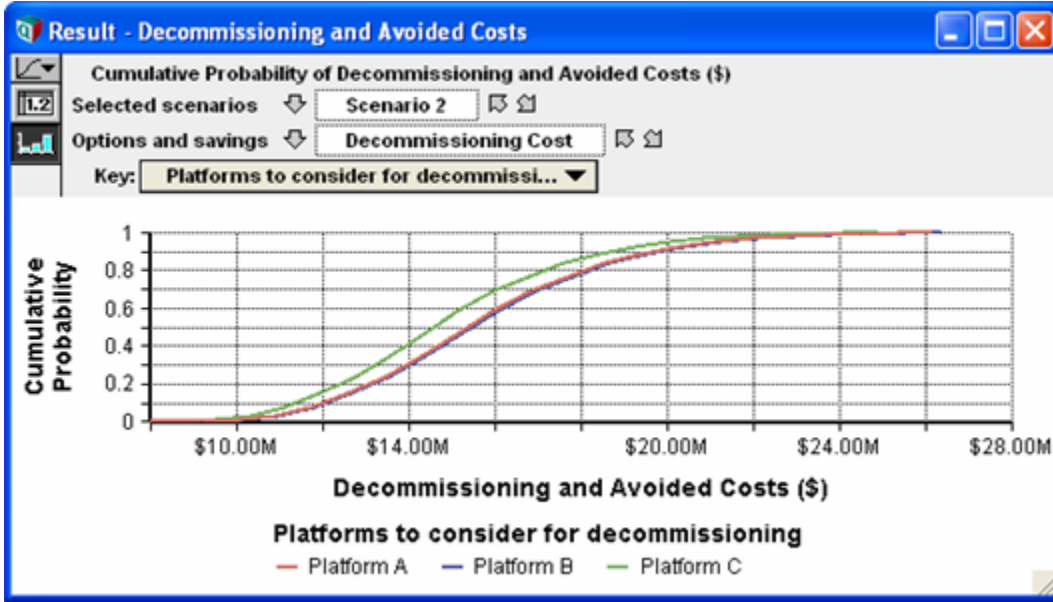 Result - Decommissioning and Avoided Costs
Cumulative Probability of Decommissioning and Avoided Costs ($)
1.2
Selected scenarios
Scenario 2
Options and savings
Decommissioning Cost
Key:
Platforms to consider for decommissi...
Cumulative
Probability
1
0.8
0.6
0.4
0.2
0
$10.00M
$14.00M
$20.00M
$24.00M
$28.00M
Decommissioning and Avoided Costs ($)
Platforms to consider for decommissioning
Platform A
Platform B
Platform C